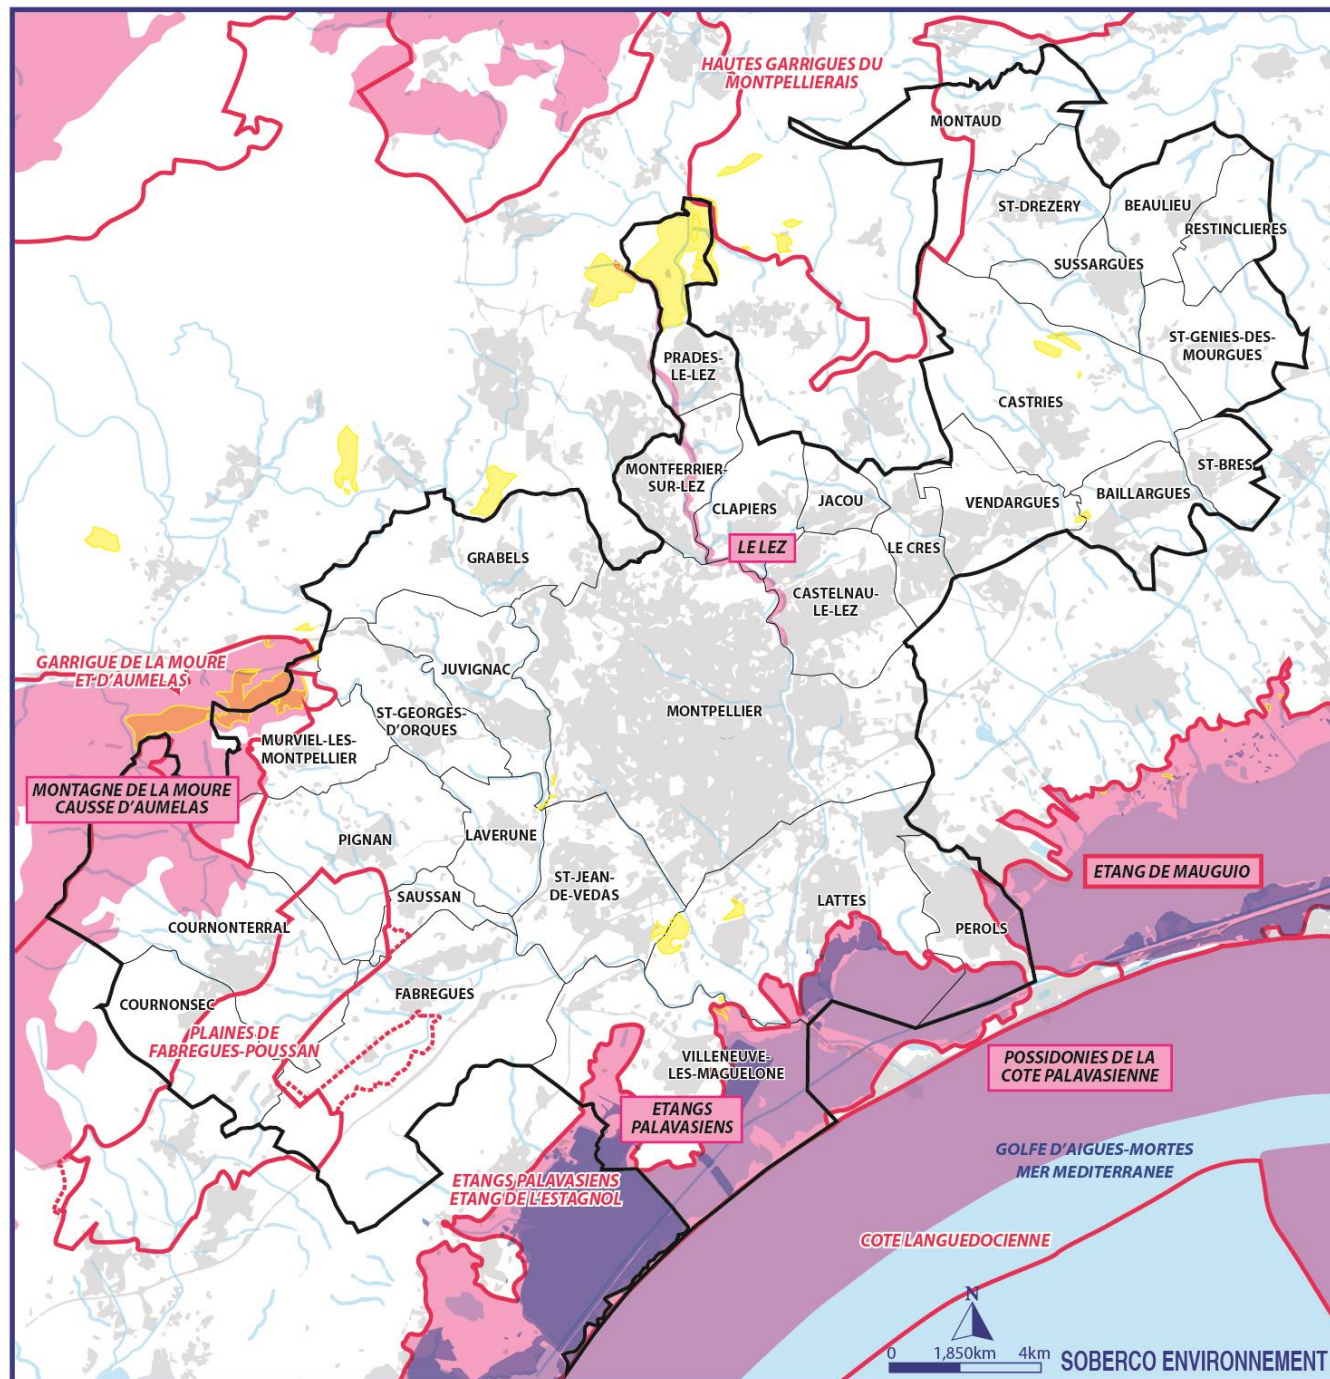 HAUTES GARRIGUES DU
MONTPELLIERAIS
MONTAUD
ST-DREZERY
BEAULIEU
RESTINCLIERES
SUSSARGUES
ST-GENIES-DES-
MOURGUES
PRADES-
LE-LEZ
CASTRIES
MONTFERRIER-
SUR-LEZ
CLAPIERS
JACOU
VENDARGUES
BAILLARGUES
ST-BRES
GRABELS
LE LEZ
LE CRES
CASTELNAU-
LE-LEZ
GARRIGUE DE LA MOURE
ET D'AUMELAS
JUVIGNAC
ST-GEORGES-
D'ORQUES
MONTPELLIER
MURVIEL-LES-
MONTPELLIER
MONTAGNE DE LA MOURE
CAUSSE D'AUMELAS
PIGNAN
LAVERUNE
ST-JEAN-
DE-VEDAS
SAUSSAN
LATTES
ETANG DE MAUGUIO
PEROLS
COURNONTERRAL
COURNONSEC
FABREGUES
PLAINES DE
FABREGUES-POUSSAN
VILLENEUVE-
LES-MAGUELONE
POSSIDONIES DE LA
COTE PALAVASIENNE
ETANGS
PALAVASIENS
GOLFE D'AIGUES-MORTES
MER MEDITERRANEE
ETANGS PALAVASIENS
ETANG DE L'ESTAGNOL
COTE LANGUEDOCIENNE
N
0 1,850km 4km
SOBERCO ENVIRONNEMENT